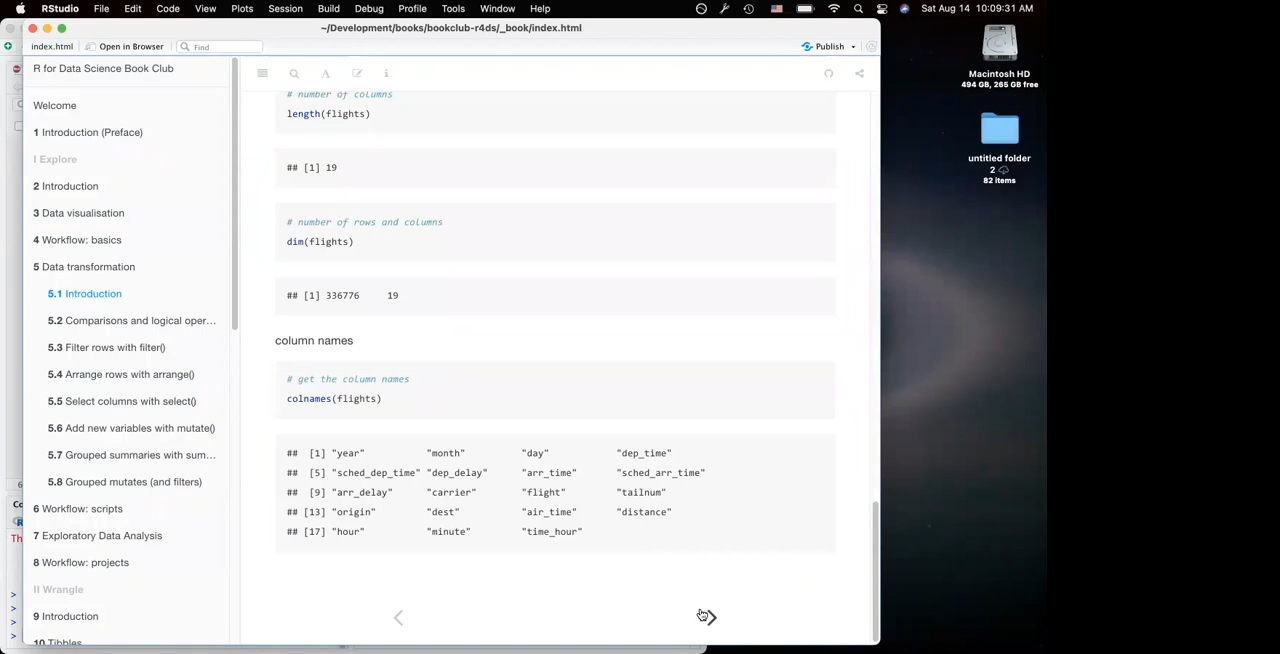 RStudio File Edit Code View Plots Session Build Debug Profile Tools Window Help Sat Aug 14 10:09:31 AM
~/Development/books/bookclub-r4ds/_book/index.html
index.html Open in Browser Find Publish
R for Data Science Book Club
Welcome
1 Introduction (Preface)
I Explore
2 Introduction
3 Data visualisation
4 Workflow: basics
5 Data transformation
5.1 Introduction
5.2 Comparisons and logical oper...
5.3 Filter rows with filter()
5.4 Arrange rows with arrange()
5.5 Select columns with select()
5.6 Add new variables with mutate()
5.7 Grouped summaries with sum...
5.8 Grouped mutates (and filters)
6 Workflow: scripts
7 Exploratory Data Analysis
8 Workflow: projects
II Wrangle
9 Introduction
10 Tibbles
# number of columns
length(flights)
## [1] 19
# number of rows and columns
dim(flights)
## [1] 336776 19
column names
# get the column names
colnames(flights)
## [1] "year" "month" "day" "dep_time"
## [5] "sched_dep_time" "dep_delay" "arr_time" "sched_arr_time"
## [9] "arr_delay" "carrier" "flight" "tailnum"
## [13] "origin" "dest" "air_time" "distance"
## [17] "hour" "minute" "time_hour"
Macintosh HD
494 GB, 265 GB free
untitled folder
2
82 items